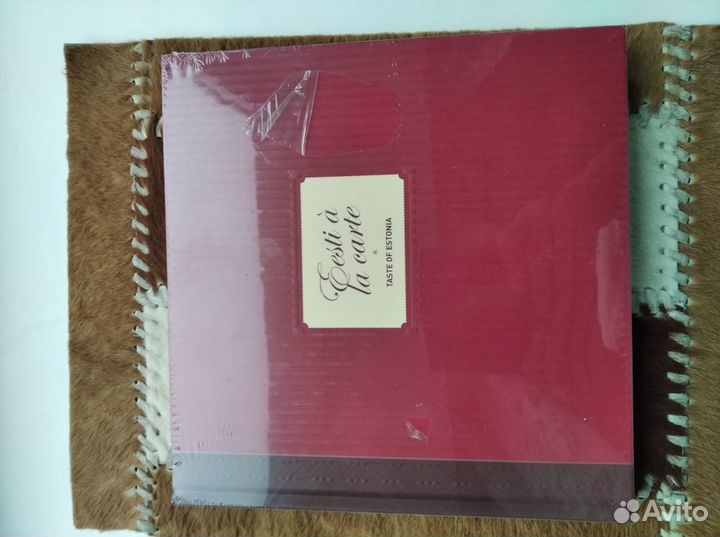 Eesti à
la carte
TASTE OF ESTONIA
Avito